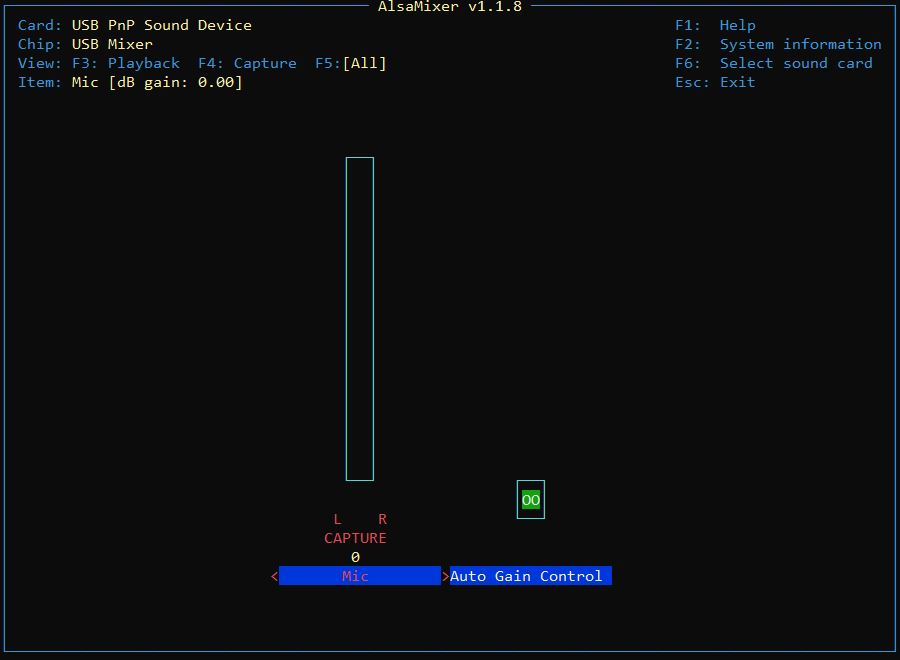 AlsaMixer v1.1.8
Card: USB PnP Sound Device F1: Help
Chip: USB Mixer F2: System information
View: F3: Playback F4: Capture F5:[All] F6: Select sound card
Item: Mic [dB gain: 0.00] Esc: Exit
OO
L R
CAPTURE
0
< Mic >Auto Gain Control